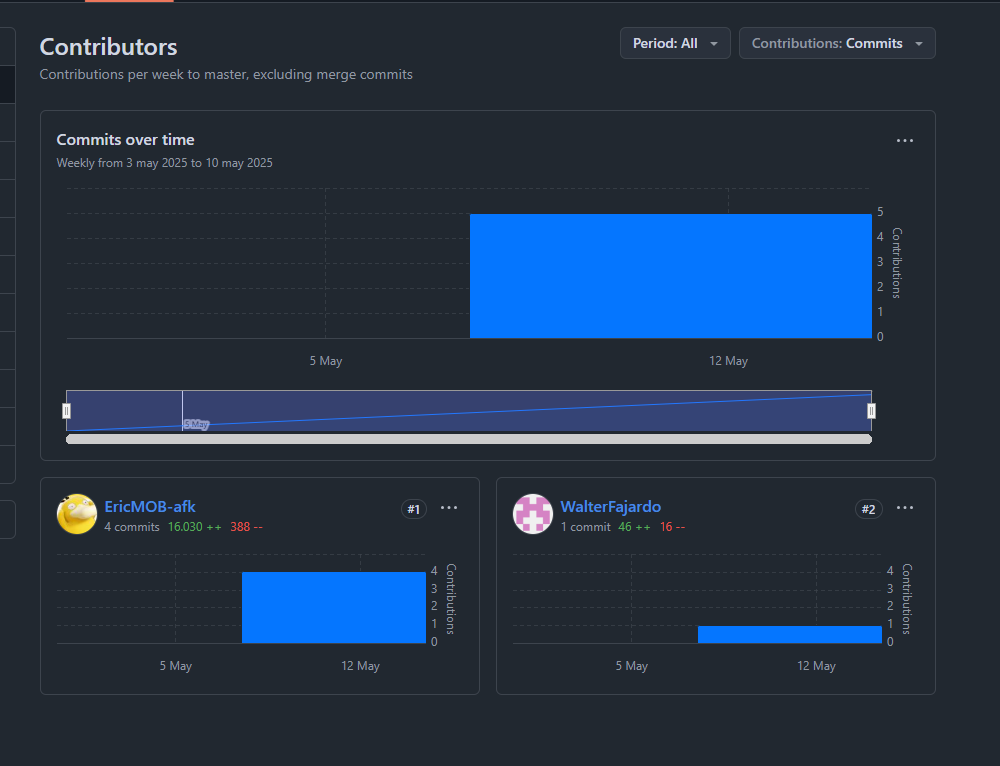 Contributors
Period: All
Contributions: Commits
Contributions per week to master, excluding merge commits
Commits over time
Weekly from 3 may 2025 to 10 may 2025
5
4
3
2
1
0
Contributions
5 May
12 May
5 May
EricMOB-afk
#1
4 commits 16.030 ++ 388 --
4
3
2
1
0
Contributions
5 May
12 May
WalterFajardo
#2
1 commit 46 ++ 16 --
4
3
2
1
0
Contributions
5 May
12 May